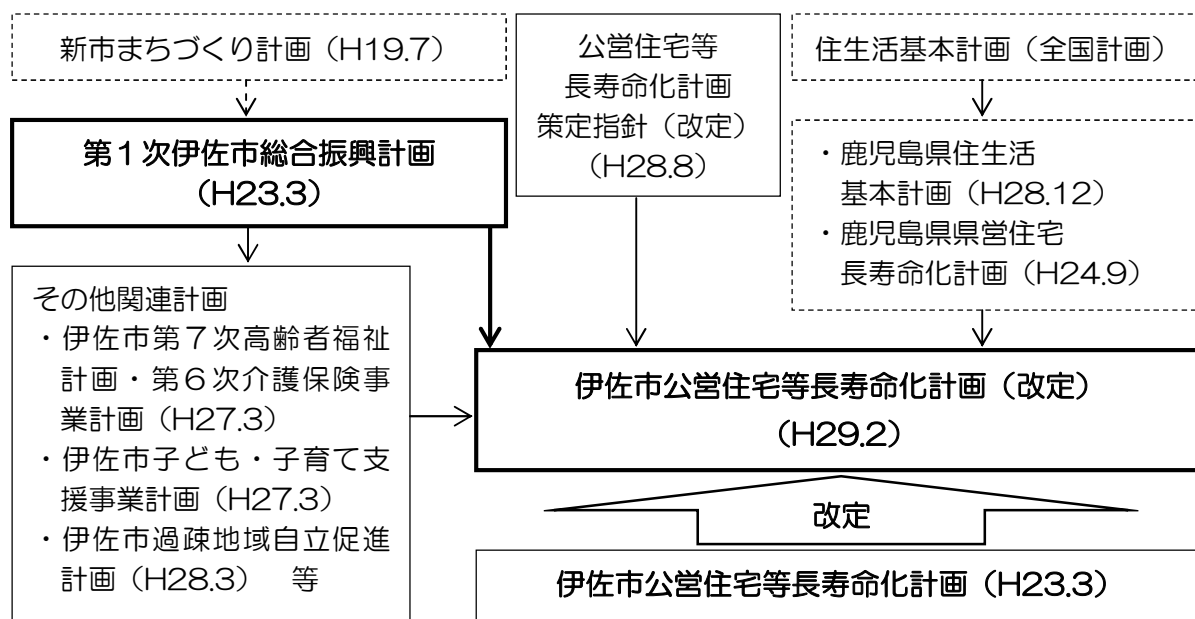 新市まちづくり計画（H19.7）
第１次伊佐市総合振興計画
（H23.3）
公営住宅等
長寿命化計画
策定指針（改定）
（H28.8）
住生活基本計画（全国計画）
・鹿児島県住生活
基本計画（H28.12）
・鹿児島県県営住宅
長寿命化計画（H24.9）
その他関連計画
・伊佐市第７次高齢者福祉
計画・第６次介護保険事
業計画（H27.3）
・伊佐市子ども・子育て支
援事業計画（H27.3）
・伊佐市過疎地域自立促進
計画（H28.3）　等
伊佐市公営住宅等長寿命化計画（改定）
（H29.2）
改定
伊佐市公営住宅等長寿命化計画（H23.3）